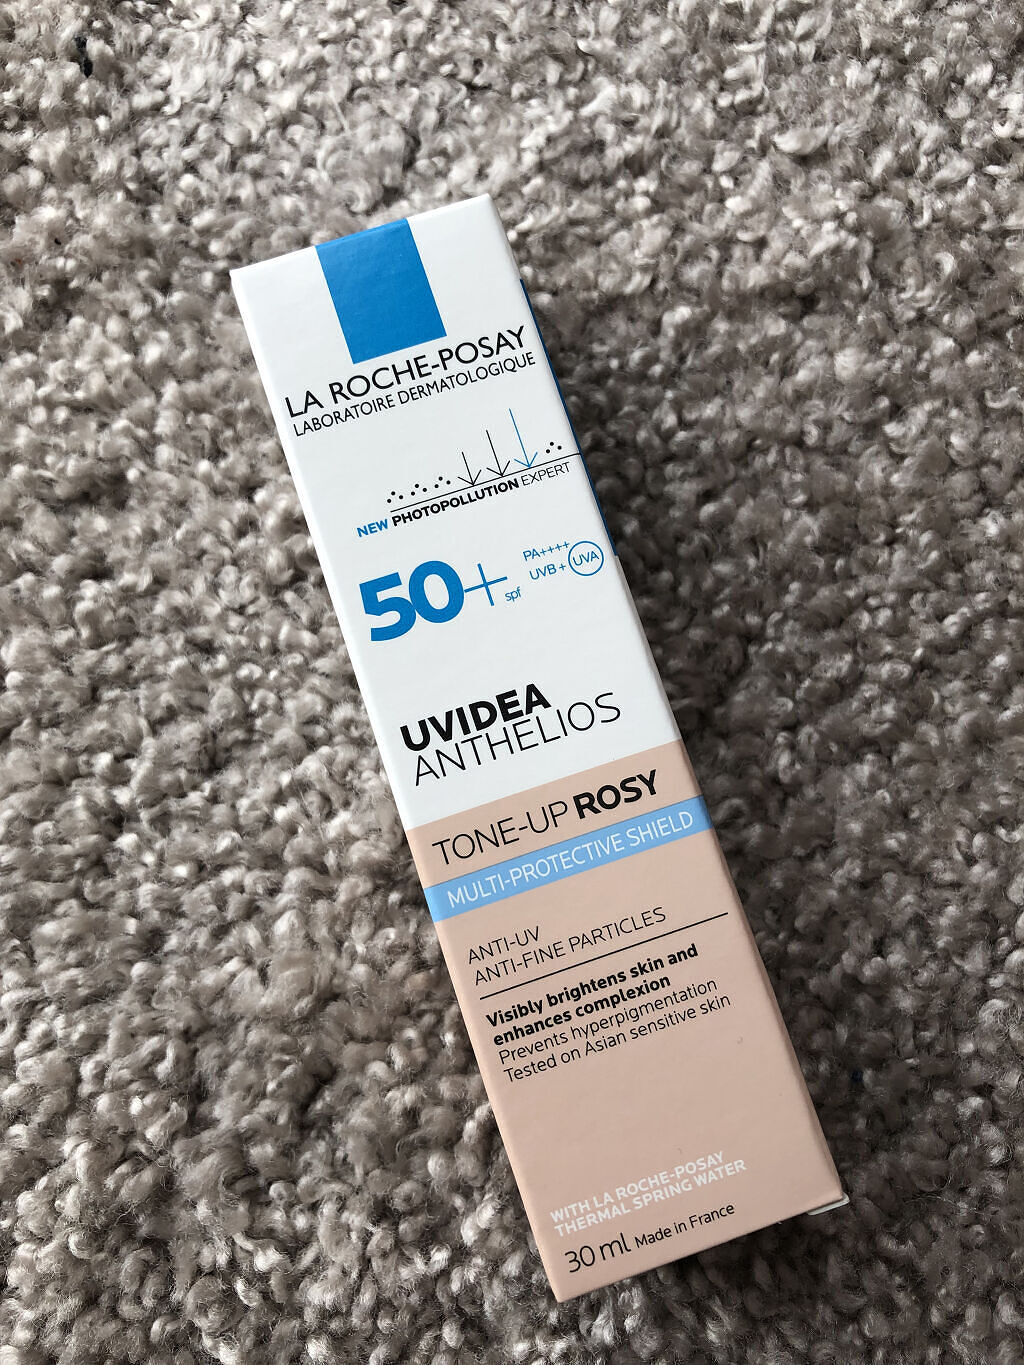 LA ROCHE-POSAY
LABORATOIRE DERMATOLOGIQUE
NEW PHOTOPOLLUTION EXPERT
50+ spf
PA++++
UVB + UVA
UVIDEA
ANTHELIOS
TONE-UP ROSY
MULTI-PROTECTIVE SHIELD
ANTI-UV
ANTI-FINE PARTICLES
Visibly brightens skin and
enhances complexion
Prevents hyperpigmentation
Tested on Asian sensitive skin
WITH LA ROCHE-POSAY
THERMAL SPRING WATER
30 ml Made in France